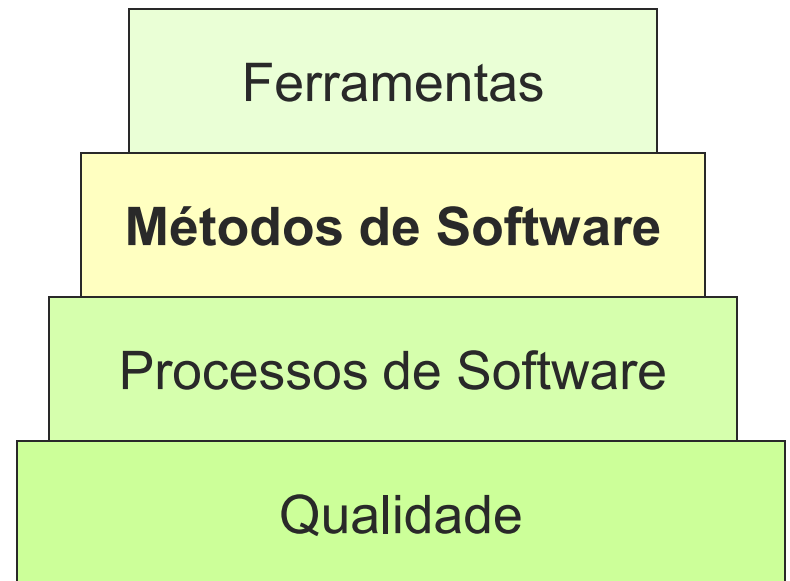 Ferramentas
Métodos de Software
Processos de Software
Qualidade